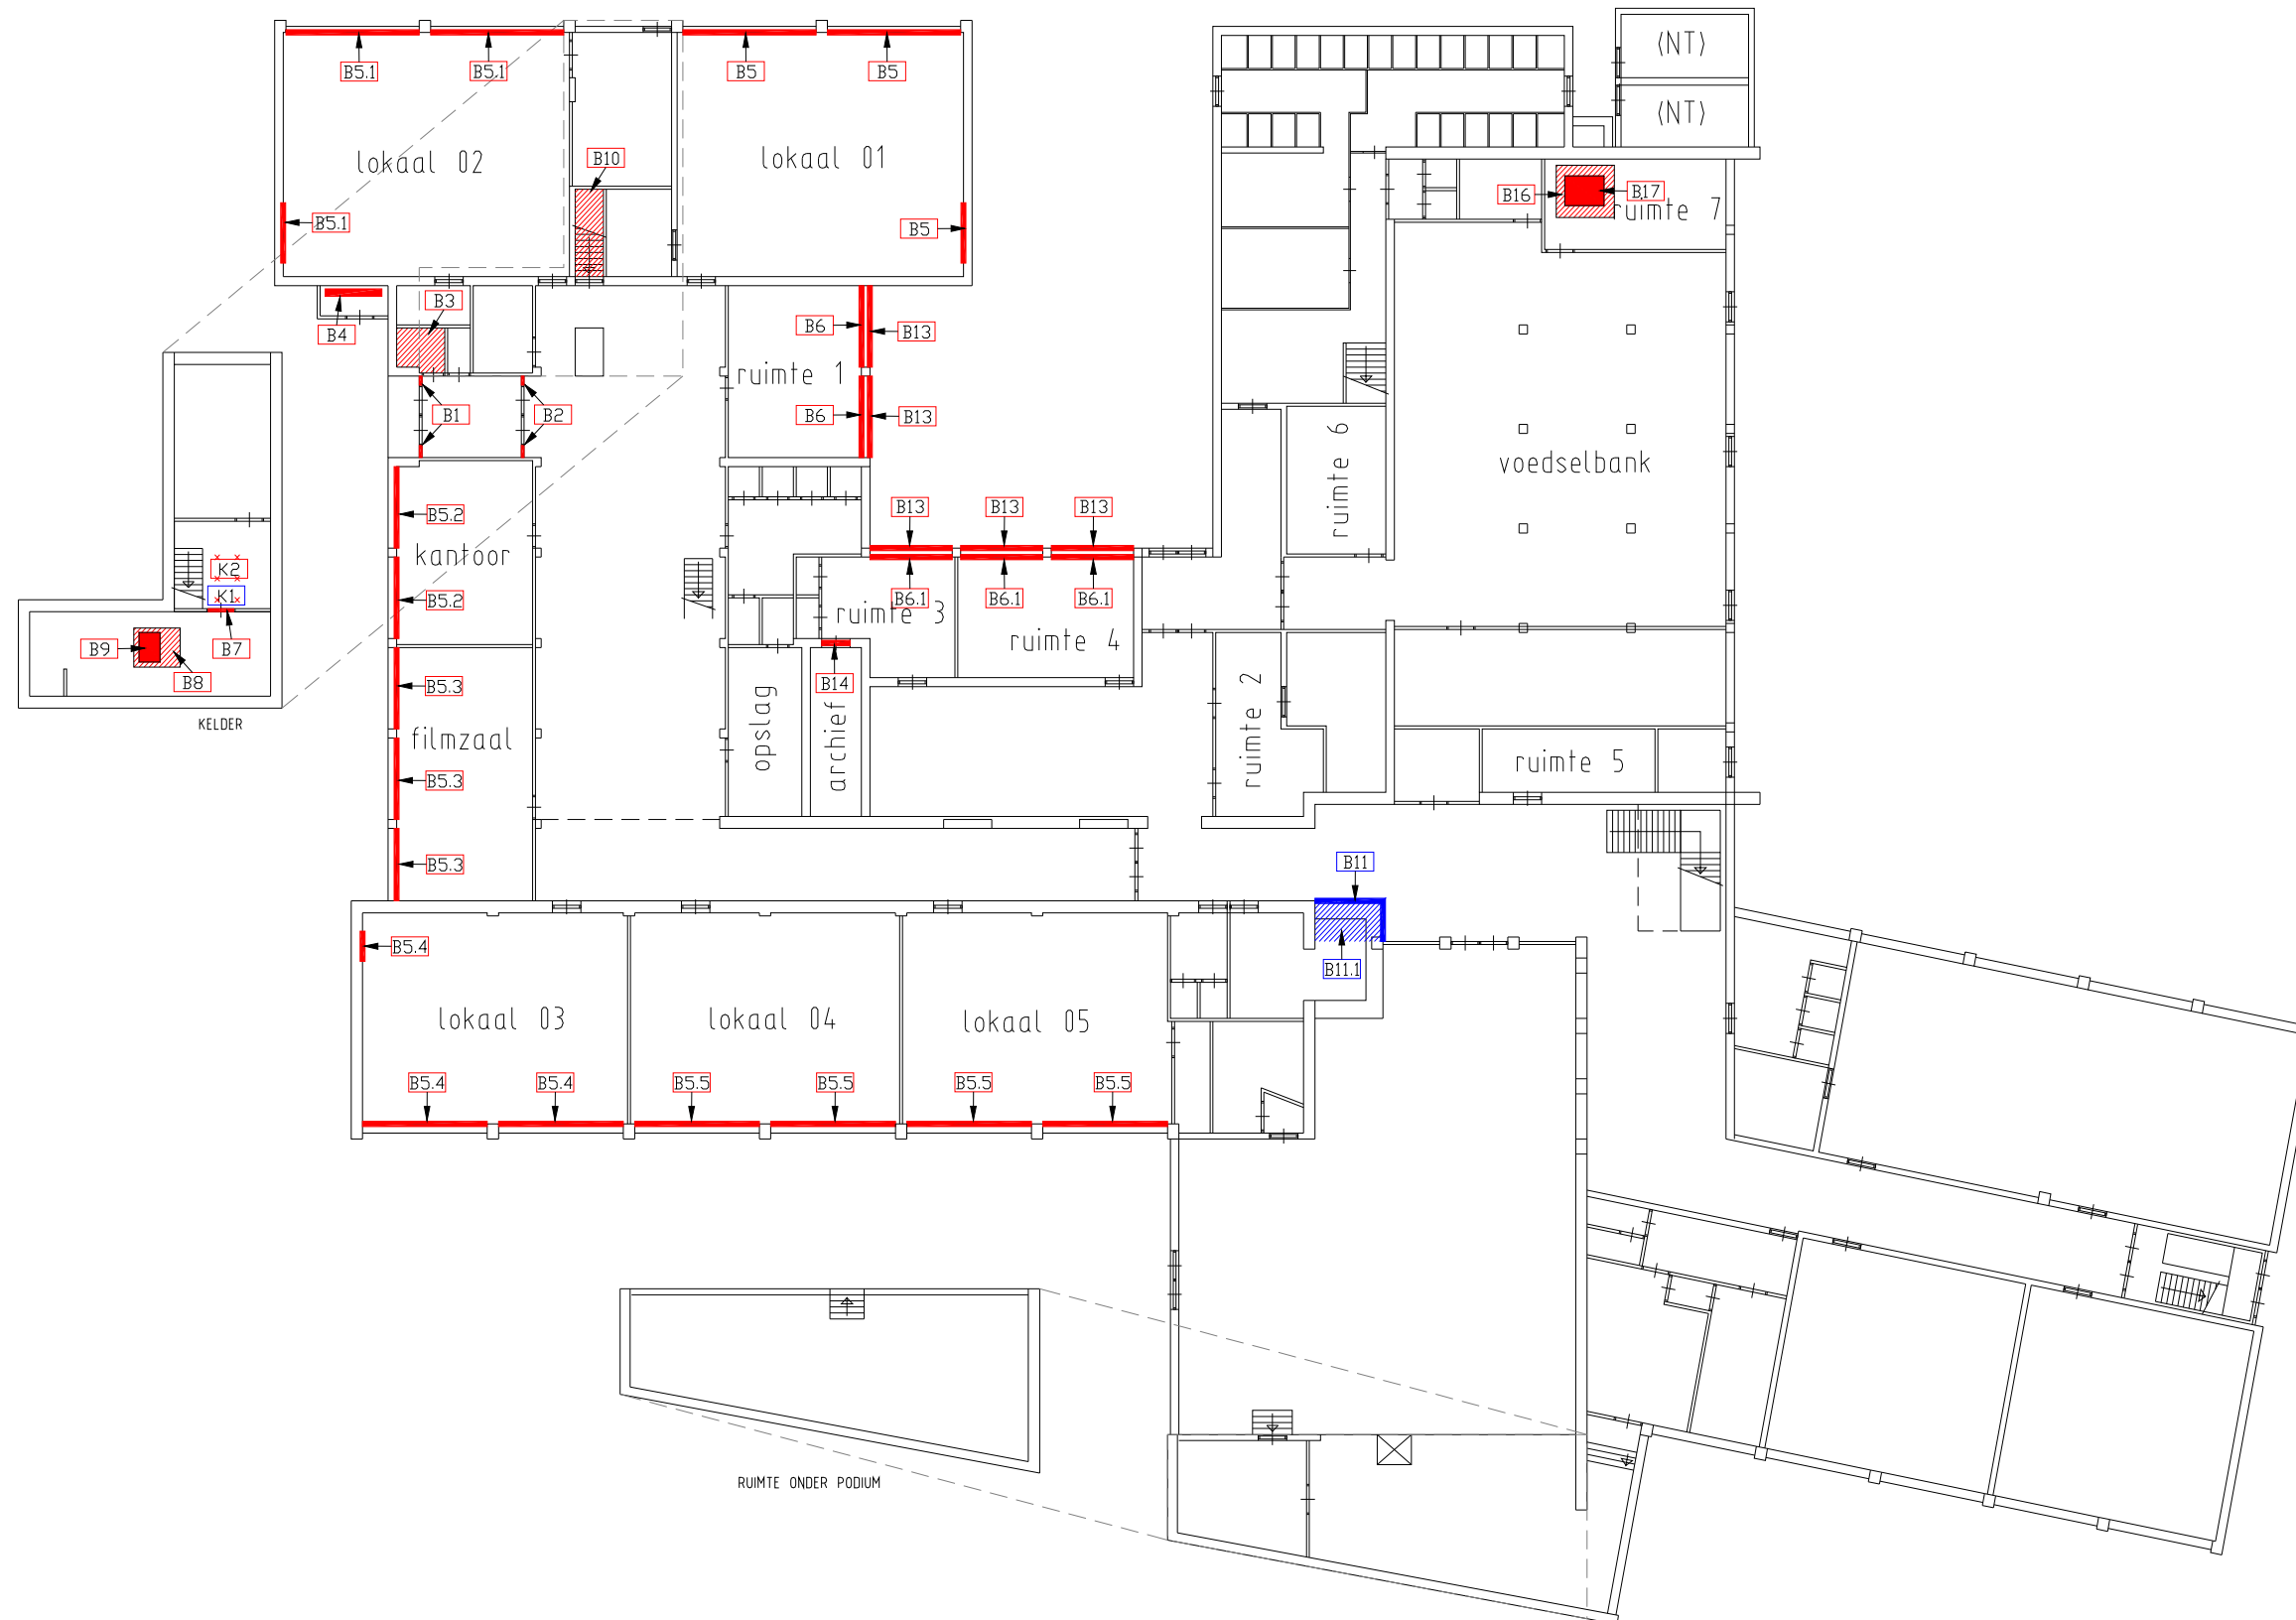 ⟨NT⟩
B5.1 B5.1 B5 B5
⟨NT⟩
lokaal 02 B10 lokaal 01
B16 B17
ruimte 7
B5.1 B5
B3
B4 B6 B13
ruimte 1
B1 B2 B6 B13
ruimte 6
voedselbank
B5.2 B13 B13 B13
kantoor
K2
K1
B5.2 B6.1 B6.1 B6.1
ruimte 3
ruimte 4
B9 B7
B8 B5.3 B14
KELDER
filmzaal opslag archief ruimte 2
ruimte 5
B5.3
B5.3 B11
B5.4 B11.1
lokaal 03 lokaal 04 lokaal 05
B5.4 B5.4 B5.5 B5.5 B5.5 B5.5
RUIMTE ONDER PODIUM